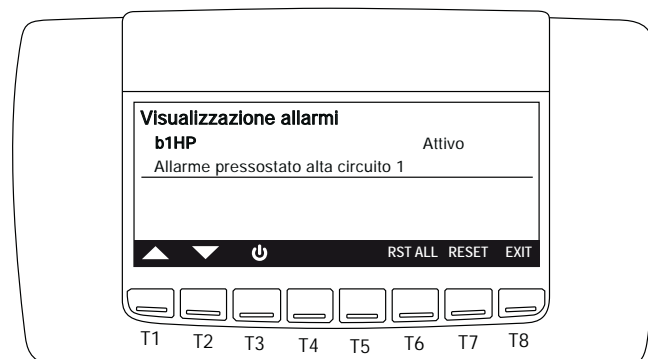 Visualizzazione allarmi
b1HP Attivo
Allarme pressostato alta circuito 1
RST ALL RESET EXIT
T1 T2 T3 T4 T5 T6 T7 T8